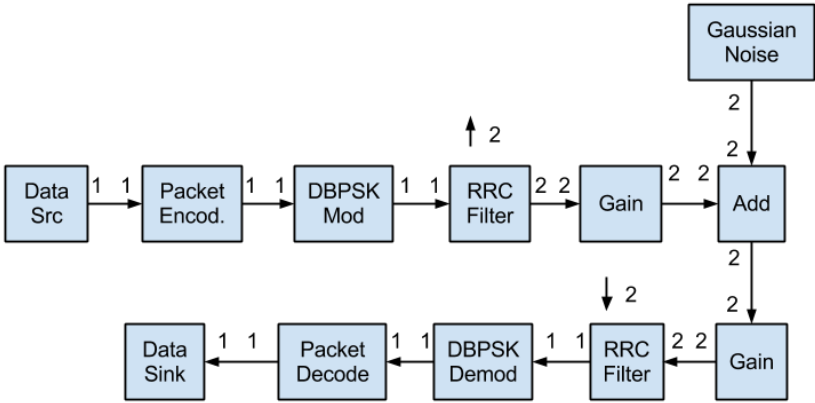 Gaussian
Noise
2
2
2
Data
Src
1 1
Packet
Encod.
1 1
DBPSK
Mod
1 1
RRC
Filter
2 2
Gain
2 2
Add
2
2
2
Data
Sink
1 1
Packet
Decode
1 1
DBPSK
Demod
1 1
RRC
Filter
2 2
Gain